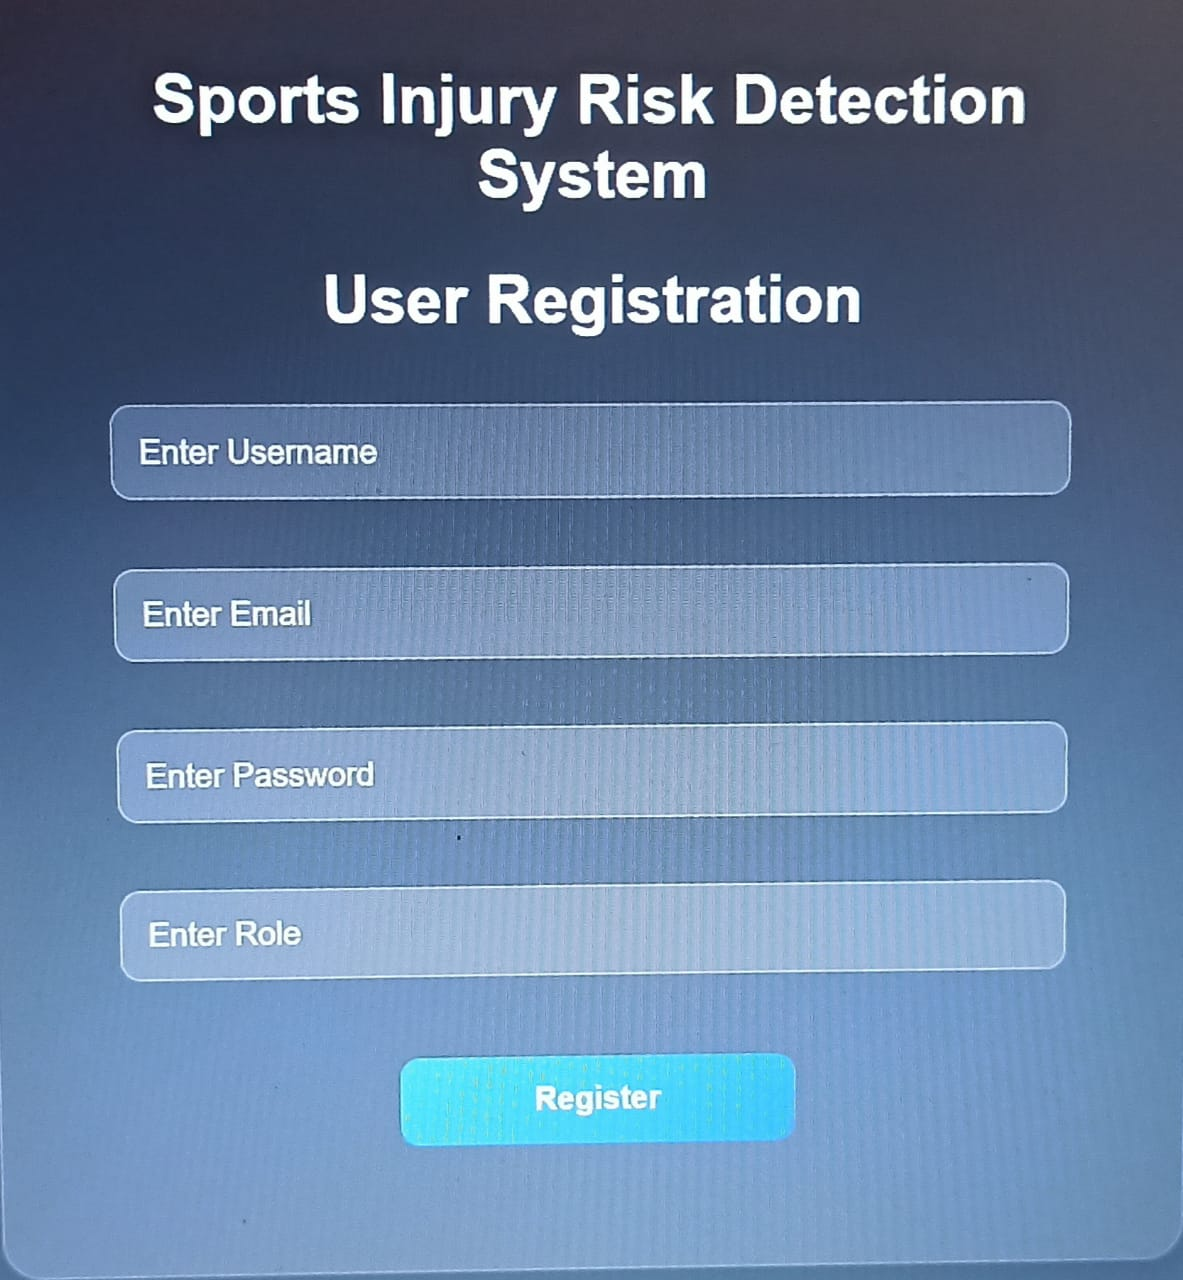 Sports Injury Risk Detection
System
User Registration
Enter Username
Enter Email
Enter Password
Enter Role
Register